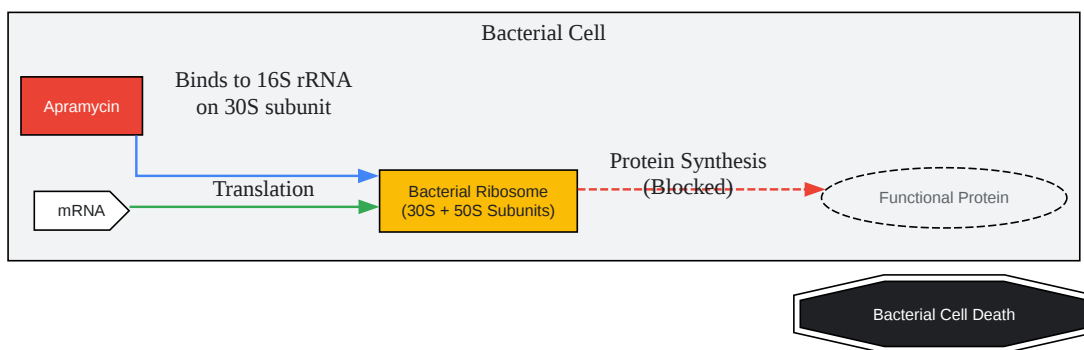 Bacterial Cell
Binds to 16S rRNA
on 30S subunit
Apramycin
Protein Synthesis
(Blocked)
Translation
Bacterial Ribosome
(30S + 50S Subunits)
Functional Protein
mRNA
Bacterial Cell Death